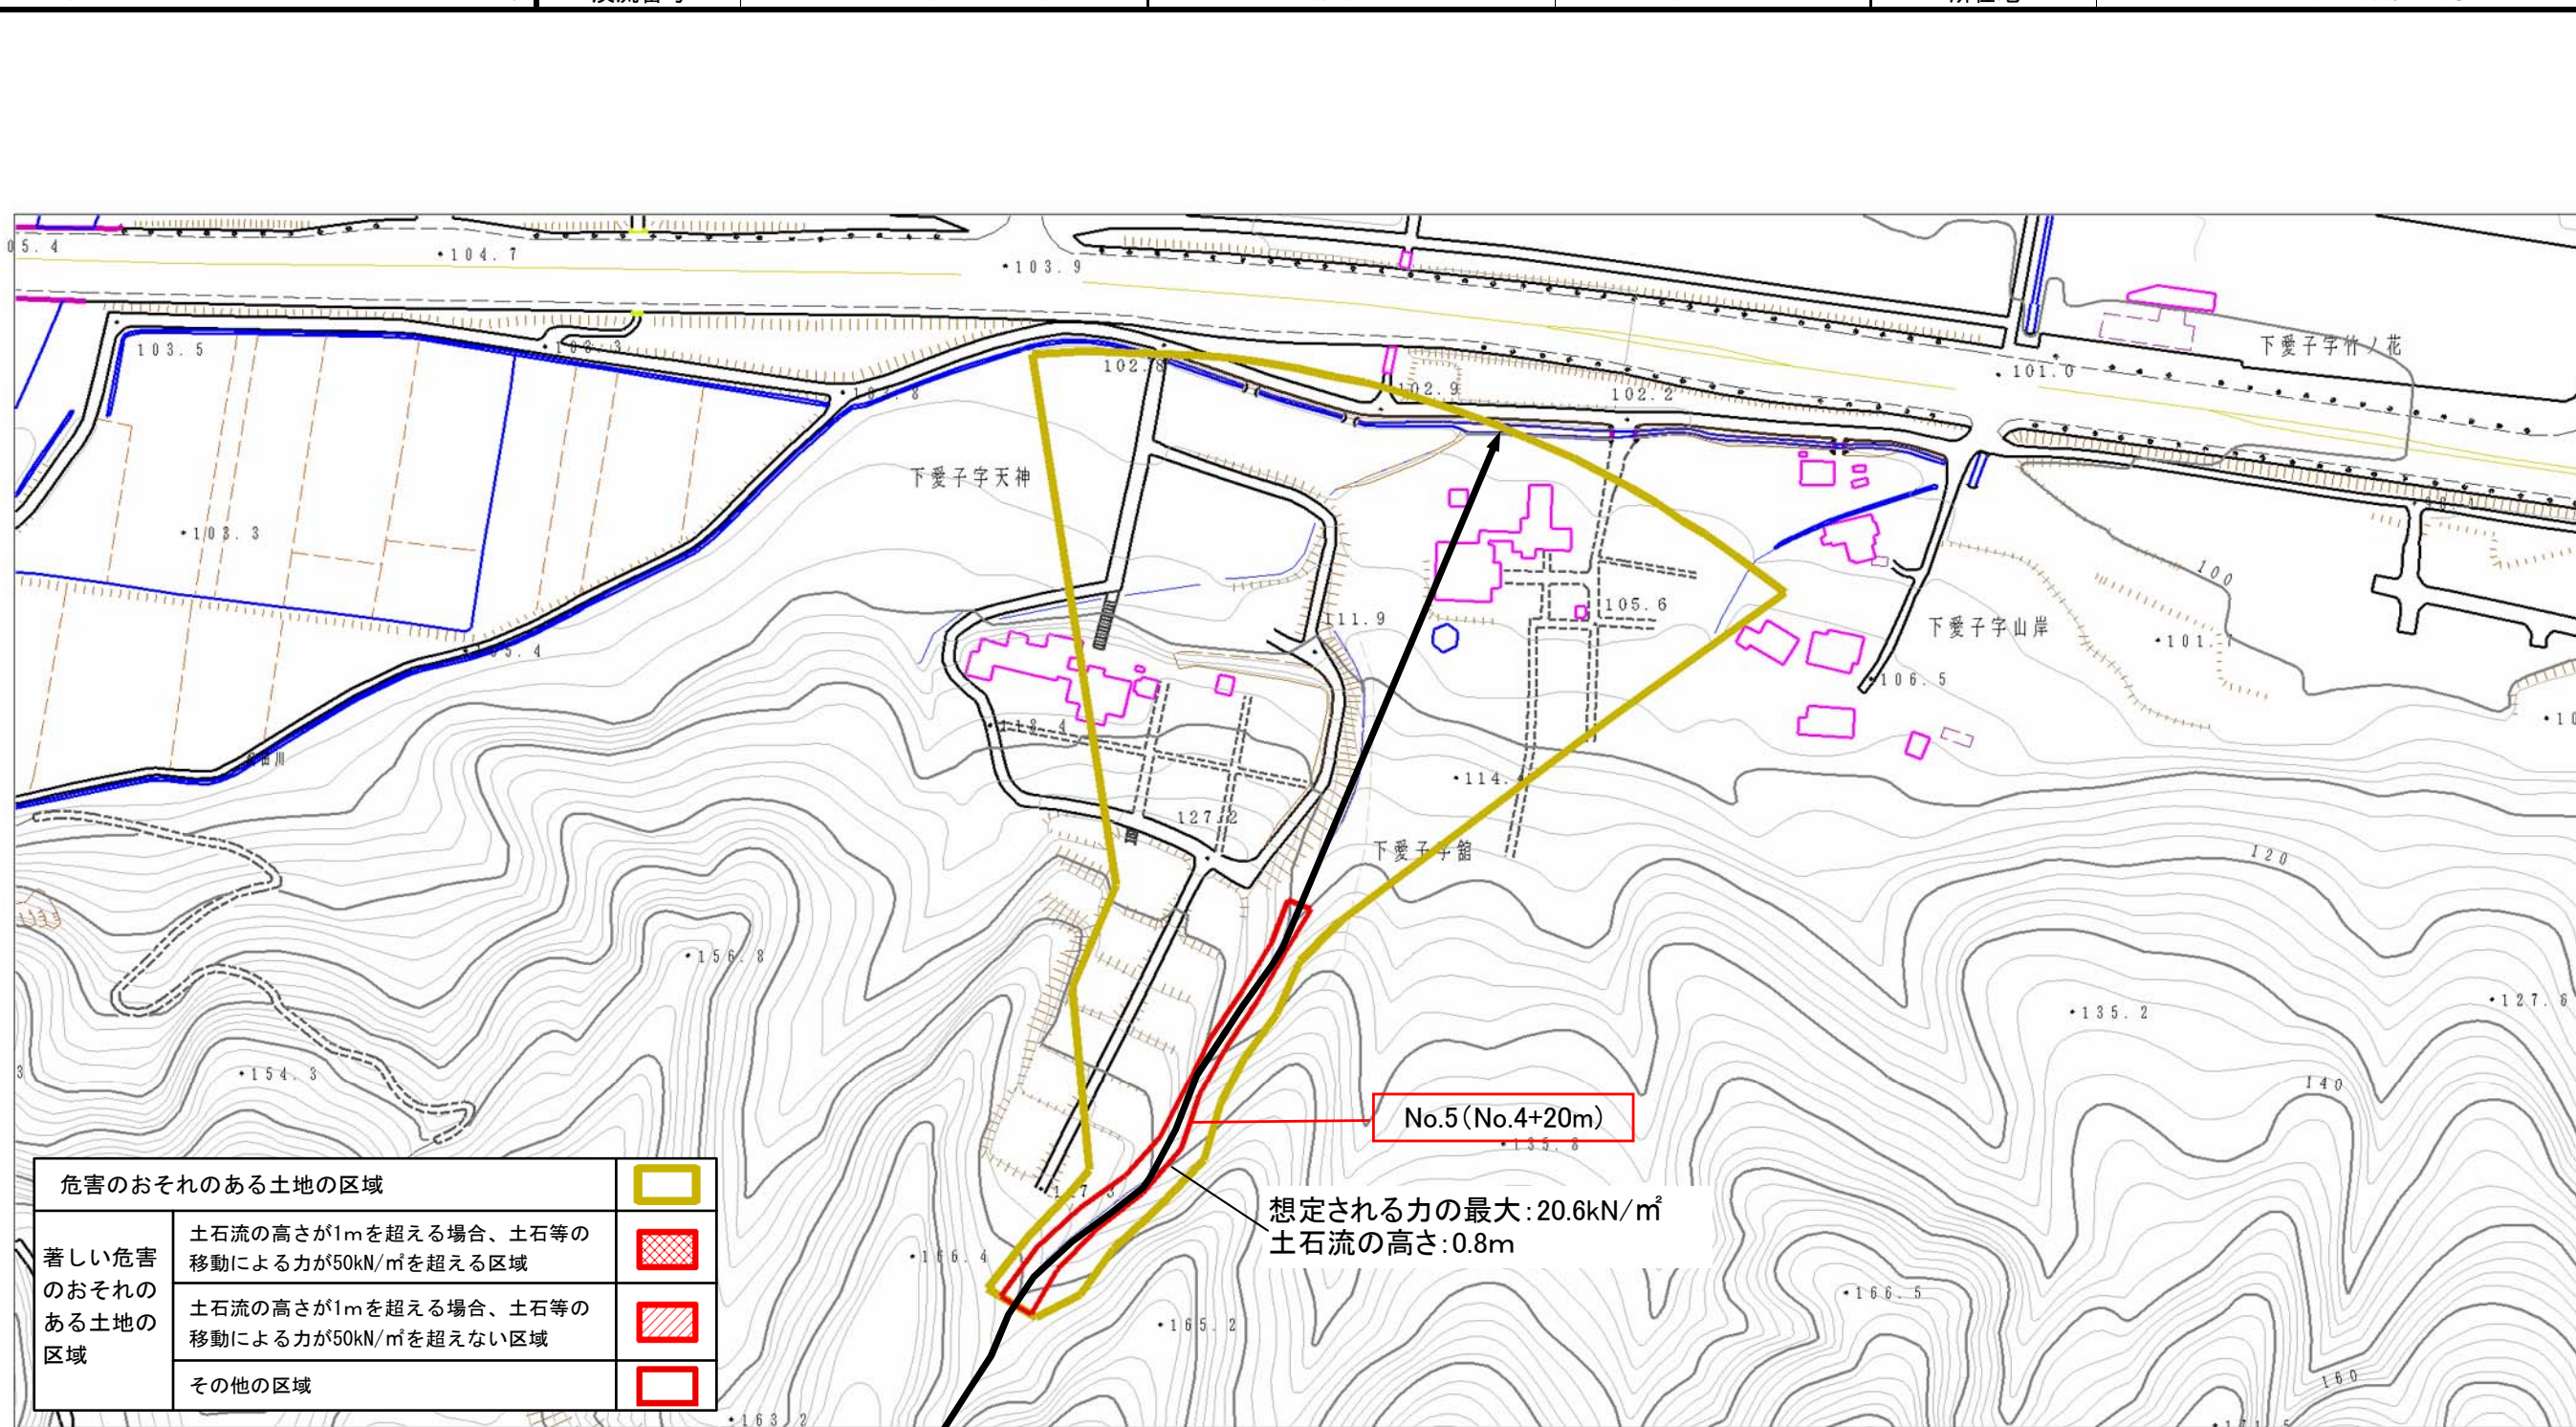 104.7
103.9
103.5
102.8
102.9
102.2
101.0
下愛子字竹ノ花
下愛子字天神
103.3
100
105.6
111.9
下愛子字山岸
106.5
118.4
114.
127.2
下愛子字舘
120
156.8
127.6
135.2
154.3
140
No.5(No.4+20m)
135.8
想定される力の最大:20.6kN/㎡
土石流の高さ:0.8m
166.4
166.5
165.2
163.2
160
危害のおそれのある土地の区域
著しい危害
のおそれの
ある土地の
区域
土石流の高さが1mを超える場合、土石等の
移動による力が50kN/㎡を超える区域
土石流の高さが1mを超える場合、土石等の
移動による力が50kN/㎡を超えない区域
その他の区域